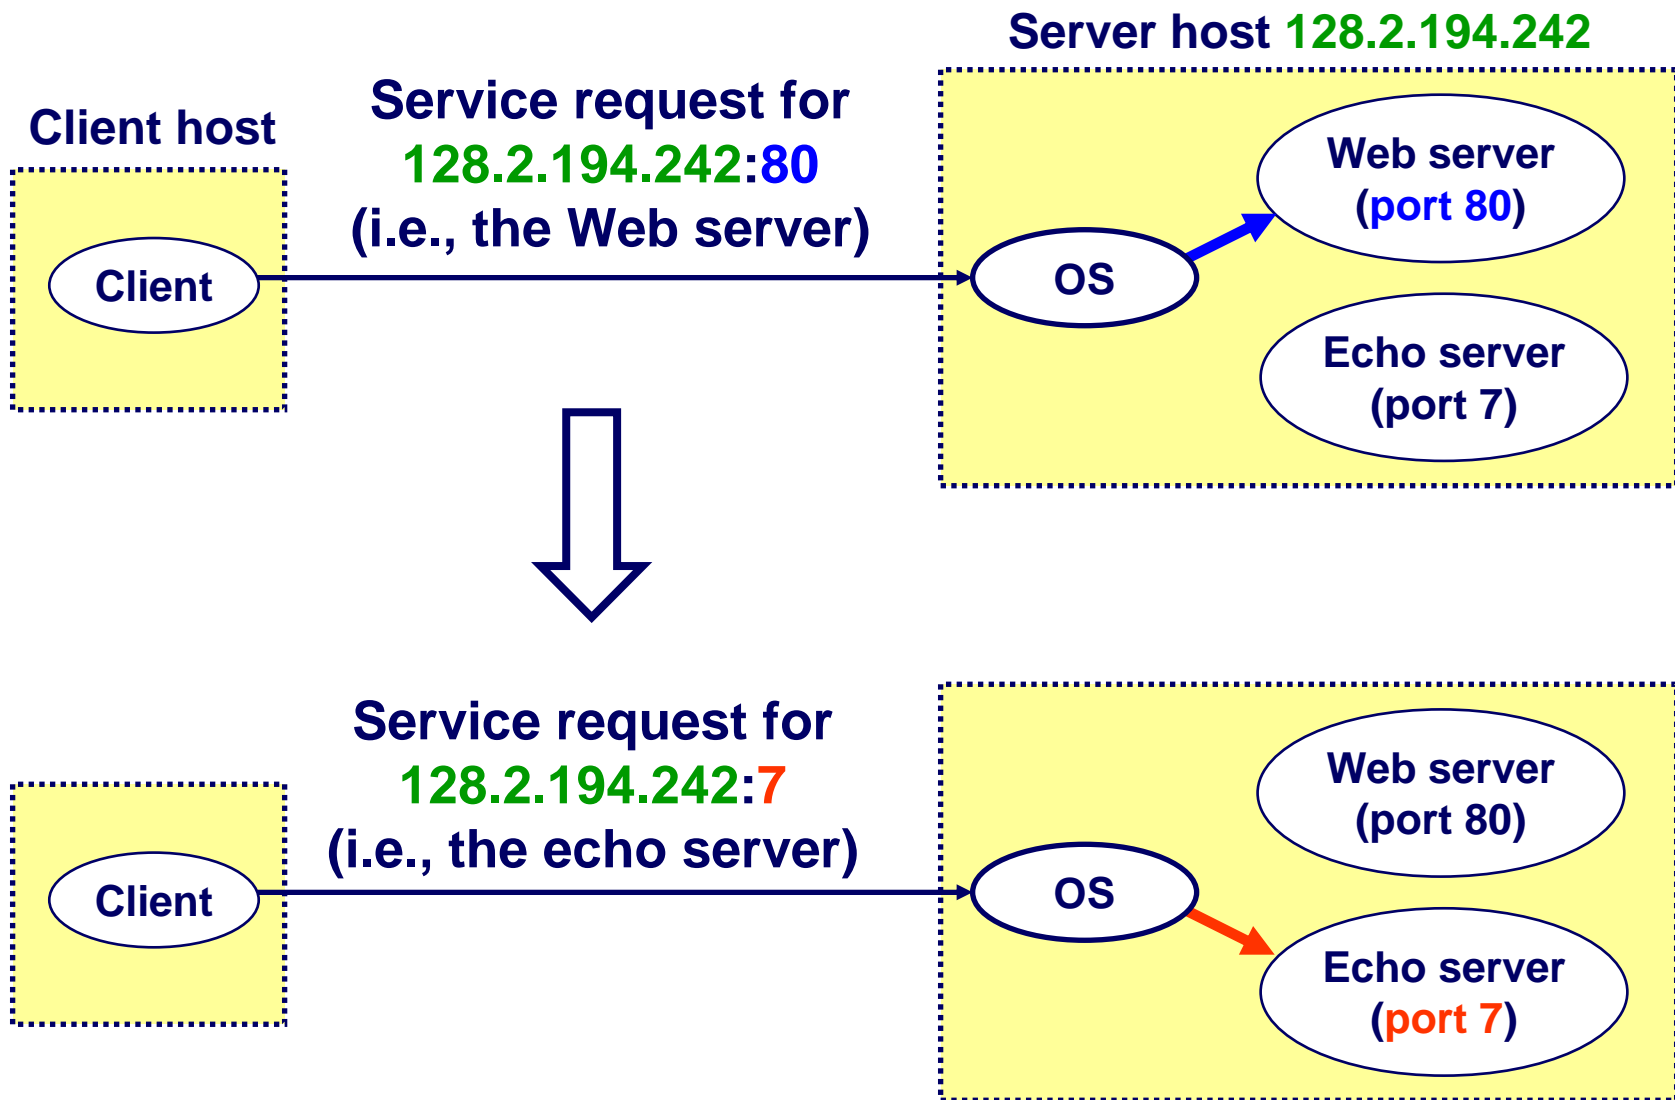 Server host 128.2.194.242
Client host
Service request for
128.2.194.242:80
(i.e., the Web server)
Client
OS
Web server
(port 80)
Echo server
(port 7)
Service request for
128.2.194.242:7
(i.e., the echo server)
Client
OS
Web server
(port 80)
Echo server
(port 7)